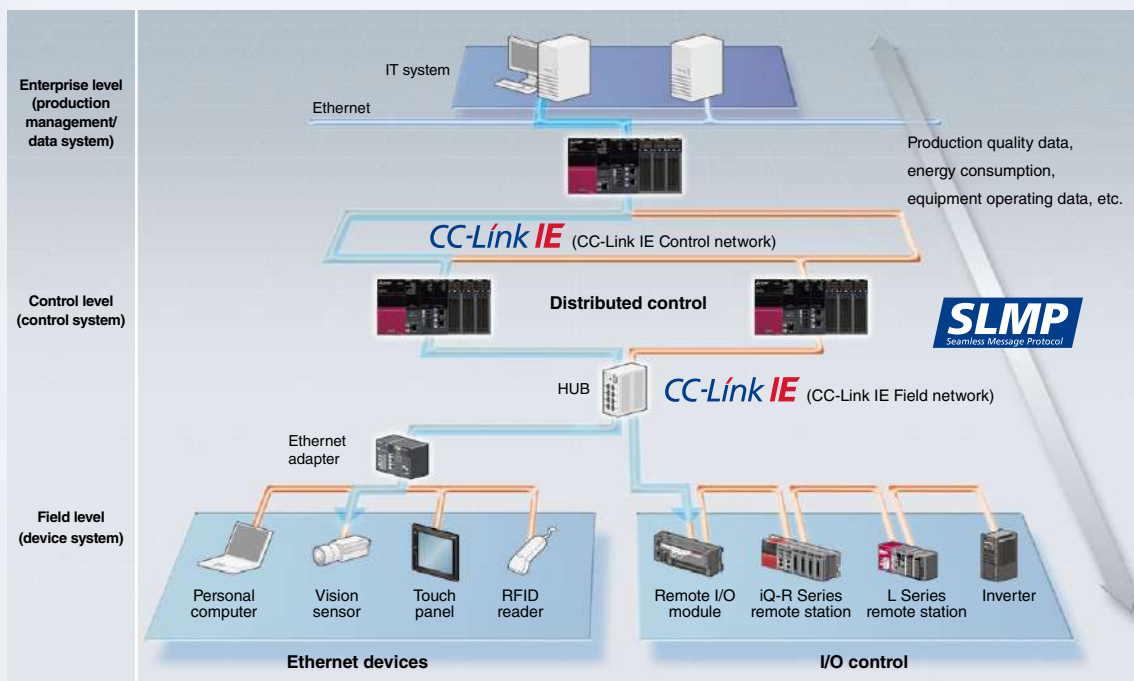 Enterprise level
(production
management/
data system)
IT system
Ethernet
Production quality data,
energy consumption,
equipment operating data, etc.
CC-Link IE (CC-Link IE Control network)
Control level
(control system)
Distributed control
SLMP
Seamless Message Protocol
HUB
CC-Link IE (CC-Link IE Field network)
Ethernet
adapter
Field level
(device system)
Personal
computer
Vision
sensor
Touch
panel
RFID
reader
Remote I/O
module
iQ-R Series
remote station
L Series
remote station
Inverter
Ethernet devices
I/O control